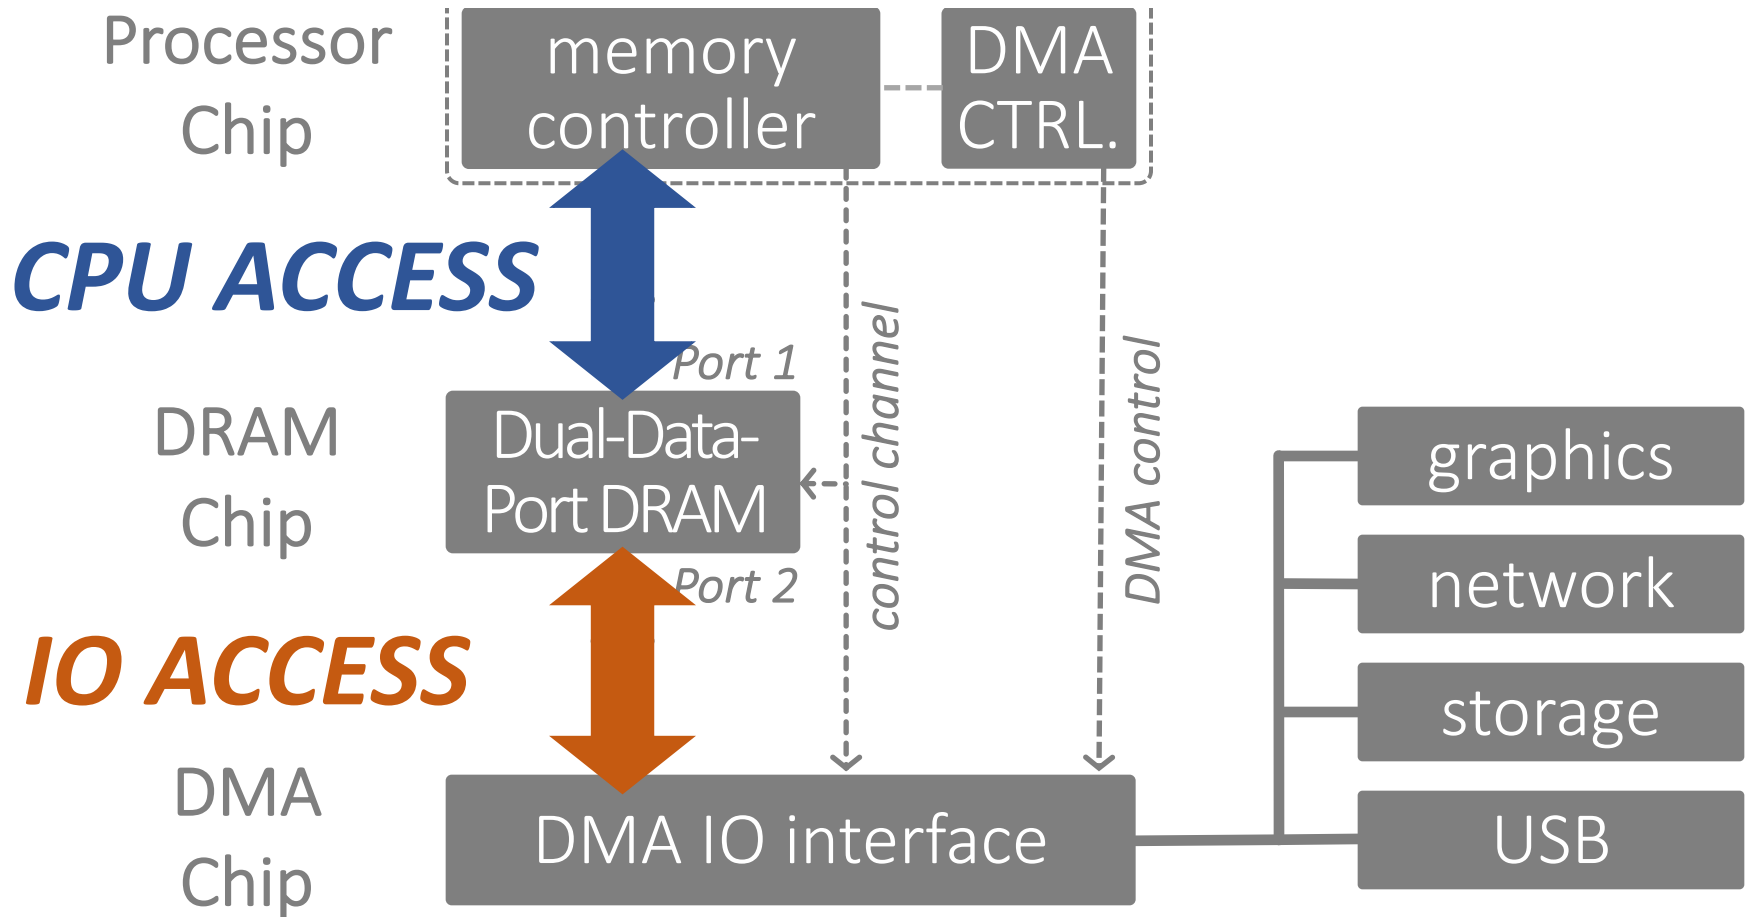 Processor
Chip
memory
controller
DMA
CTRL.
CPU ACCESS
Port 1
control channel
DMA control
DRAM
Chip
Dual-Data-
Port DRAM
Port 2
IO ACCESS
DMA
Chip
DMA IO interface
graphics
network
storage
USB